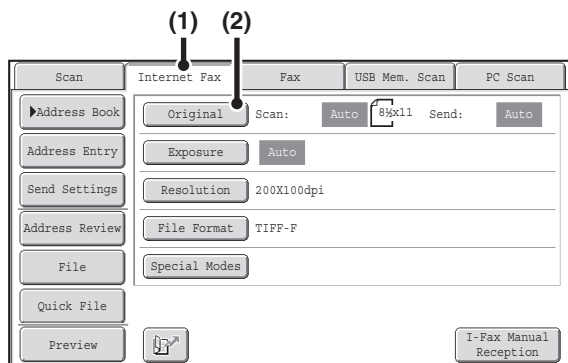 (1) (2)
Scan Internet Fax Fax USB Mem. Scan PC Scan
Address Book Original Scan: Auto 8½x11 Send: Auto
Address Entry Exposure Auto
Send Settings Resolution 200X100dpi
Address Review File Format TIFF-F
File Special Modes
Quick File
Preview I-Fax Manual
Reception